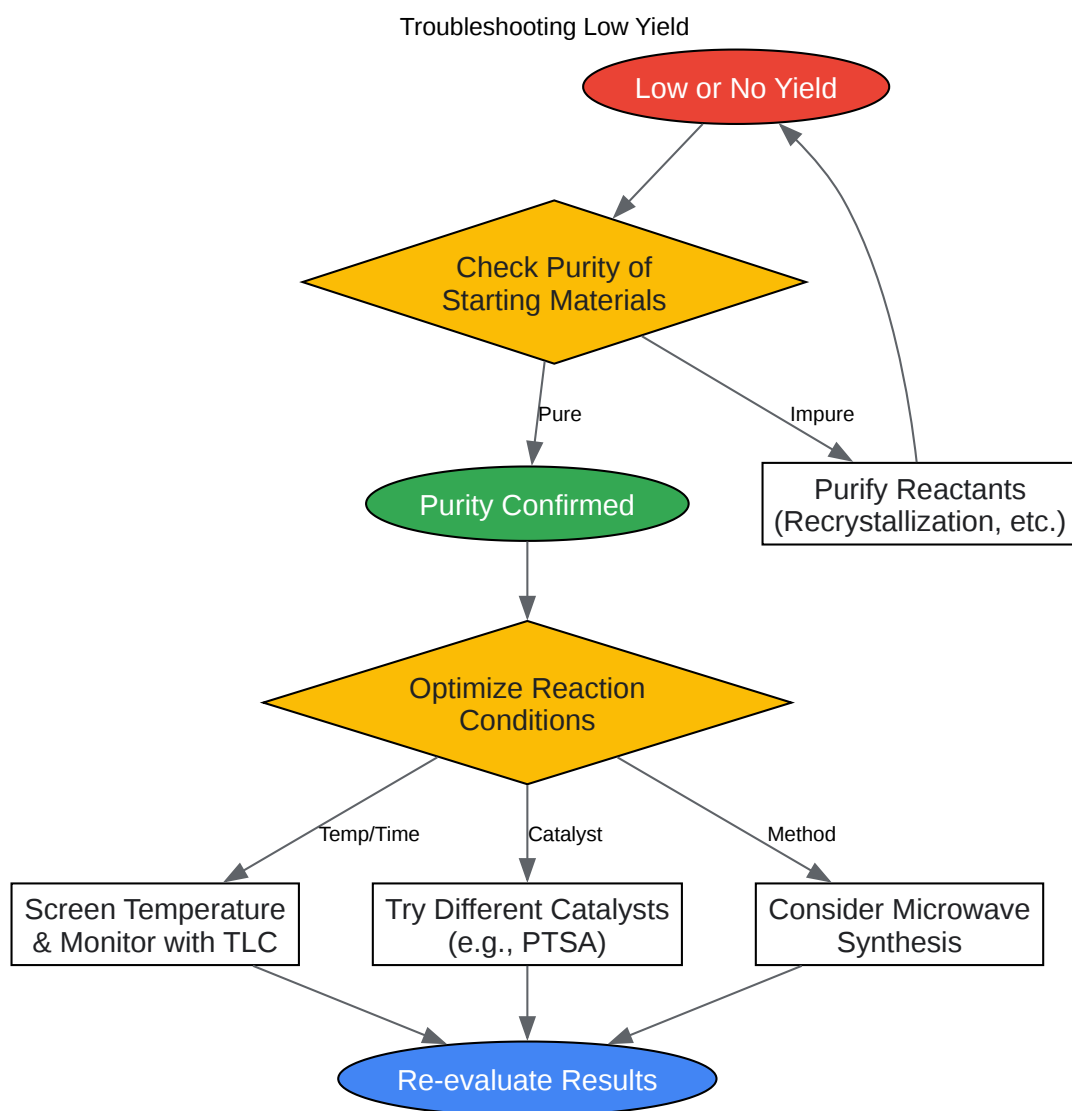 Troubleshooting Low Yield
Low or No Yield
Check Purity of
Starting Materials
Pure
Impure
Purity Confirmed
Purify Reactants
(Recrystallization, etc.)
Optimize Reaction
Conditions
Temp/Time
Catalyst
Method
Screen Temperature
& Monitor with TLC
Try Different Catalysts
(e.g., PTSA)
Consider Microwave
Synthesis
Re-evaluate Results